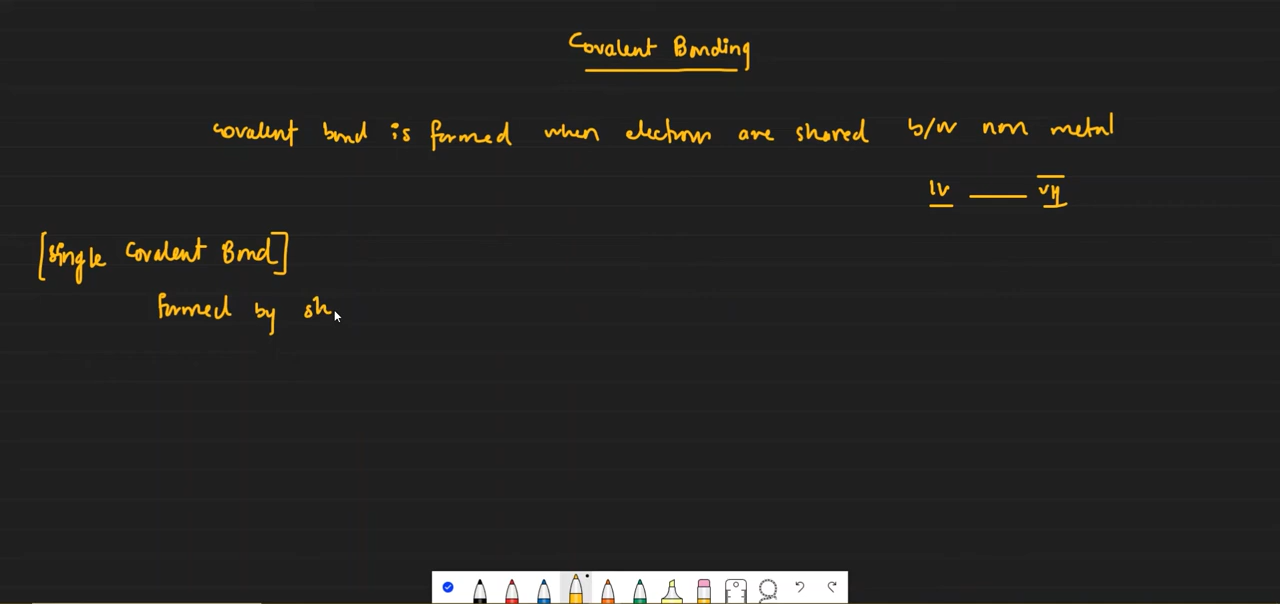 Covalent Bonding
covalent bond is formed when electron are shared b/w non metal
IV — VII
[Single Covalent Bond]
formed by sh